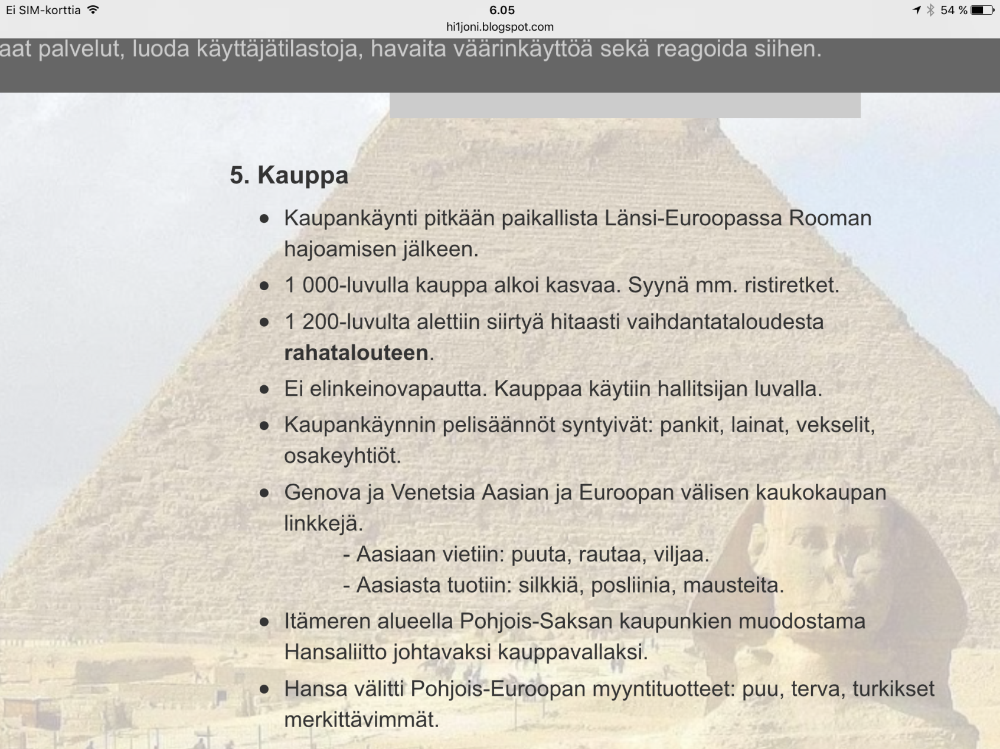 Ei SIM-korttia
6.05
54 %
hi1joni.blogspot.com
aat palvelut, luoda käyttäjätilastoja, havaita väärinkäyttöä sekä reagoida siihen.
5. Kauppa
● Kaupankäynti pitkään paikallista Länsi-Euroopassa Rooman
hajoamisen jälkeen.
● 1 000-luvulla kauppa alkoi kasvaa. Syynä mm. ristiretket.
● 1 200-luvulta alettiin siirtyä hitaasti vaihdantataloudesta
rahatalouteen.
● Ei elinkeinovapautta. Kauppaa käytiin hallitsijan luvalla.
● Kaupankäynnin pelisäännöt syntyivät: pankit, lainat, vekselit,
osakeyhtiöt.
● Genova ja Venetsia Aasian ja Euroopan välisen kaukokaupan
linkkejä.
- Aasiaan vietiin: puuta, rautaa, viljaa.
- Aasiasta tuotiin: silkkiä, posliinia, mausteita.
● Itämeren alueella Pohjois-Saksan kaupunkien muodostama
Hansaliitto johtavaksi kauppavallaksi.
● Hansa välitti Pohjois-Euroopan myyntituotteet: puu, terva, turkikset
merkittävimmät.